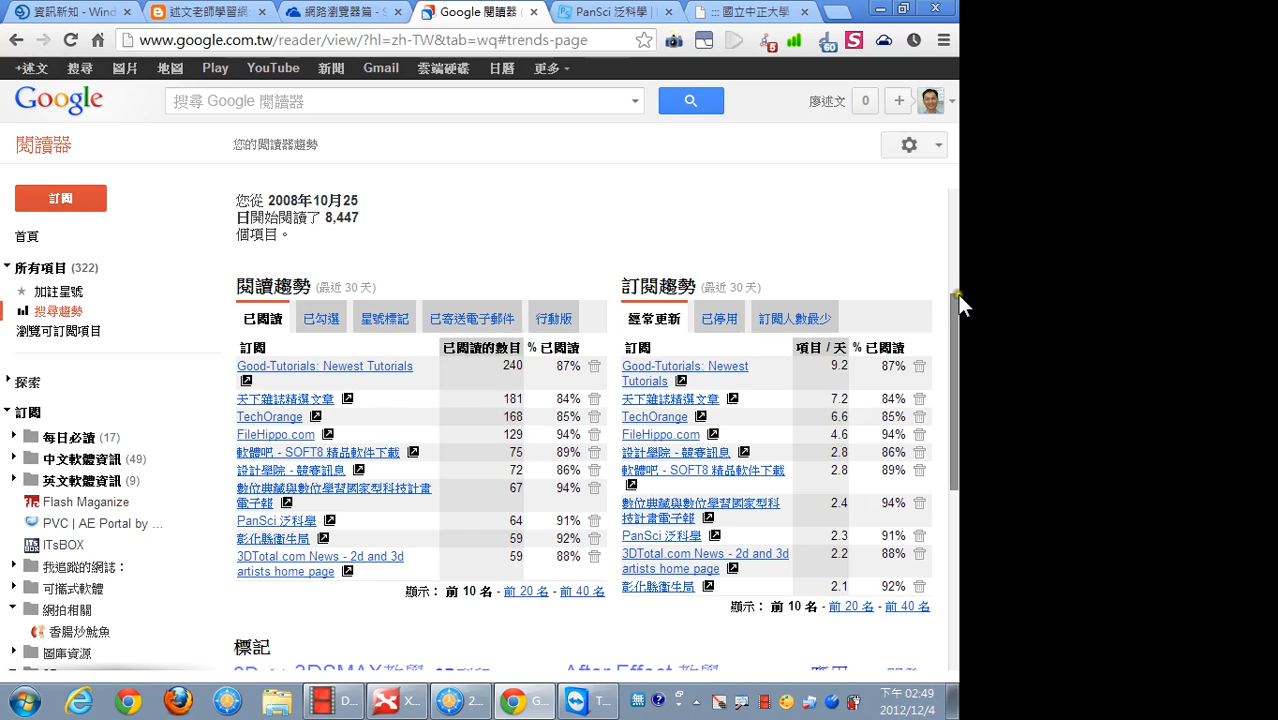 資訊新知 - Wind
述文老師學習網
網路瀏覽器篇 - S
Google 閱讀器 (
PanSci 泛科學 |
::: 國立中正大學
www.google.com.tw/reader/view/?hl=zh-TW&tab=wq#trends-page
5
60
+述文 搜尋 圖片 地圖 Play YouTube 新聞 Gmail 雲端硬碟 日曆 更多
Google
搜尋 Google 閱讀器
廖述文 0 +
閱讀器
您的閱讀器趨勢
訂閱
首頁
所有項目 (322)
加註星號
搜尋趨勢
瀏覽可訂閱項目
探索
訂閱
每日必讀 (17)
中文軟體資訊 (49)
英文軟體資訊 (9)
Flash Maganize
PVC | AE Portal by ...
ITsBOX
我追蹤的網誌：
可攜式軟體
網拍相關
香腸炒魷魚
圖庫資源
您從 2008年10月25
日開始閱讀了 8,447
個項目。
閱讀趨勢 (最近 30 天)
已閱讀 已勾選 星號標記 已寄送電子郵件 行動版
訂閱 已閱讀的數目 % 已閱讀
Good-Tutorials: Newest Tutorials 240 87%
天下雜誌精選文章 181 84%
TechOrange 168 85%
FileHippo.com 129 94%
軟體吧 - SOFT8 精品軟件下載 75 89%
設計學院 - 競賽訊息 72 86%
數位典藏與數位學習國家型科技計畫 67 94%
電子報
PanSci 泛科學 64 91%
彰化縣衛生局 59 92%
3DTotal.com News - 2d and 3d 59 88%
artists home page
顯示： 前 10 名 - 前 20 名 - 前 40 名
訂閱趨勢 (最近 30 天)
經常更新 已停用 訂閱人數最少
訂閱 項目 / 天 % 已閱讀
Good-Tutorials: Newest 9.2 87%
Tutorials
天下雜誌精選文章 7.2 84%
TechOrange 6.6 85%
FileHippo.com 4.6 94%
設計學院 - 競賽訊息 2.8 86%
軟體吧 - SOFT8 精品軟件下載 2.8 89%
數位典藏與數位學習國家型科 2.4 94%
技計畫電子報
PanSci 泛科學 2.3 91%
3DTotal.com News - 2d and 3d 2.2 88%
artists home page
彰化縣衛生局 2.1 92%
顯示： 前 10 名 - 前 20 名 - 前 40 名
標記
3DSMAX教學
After Effect 教學
D...
X...
2...
G...
T...
無
下午 02:49
2012/12/4